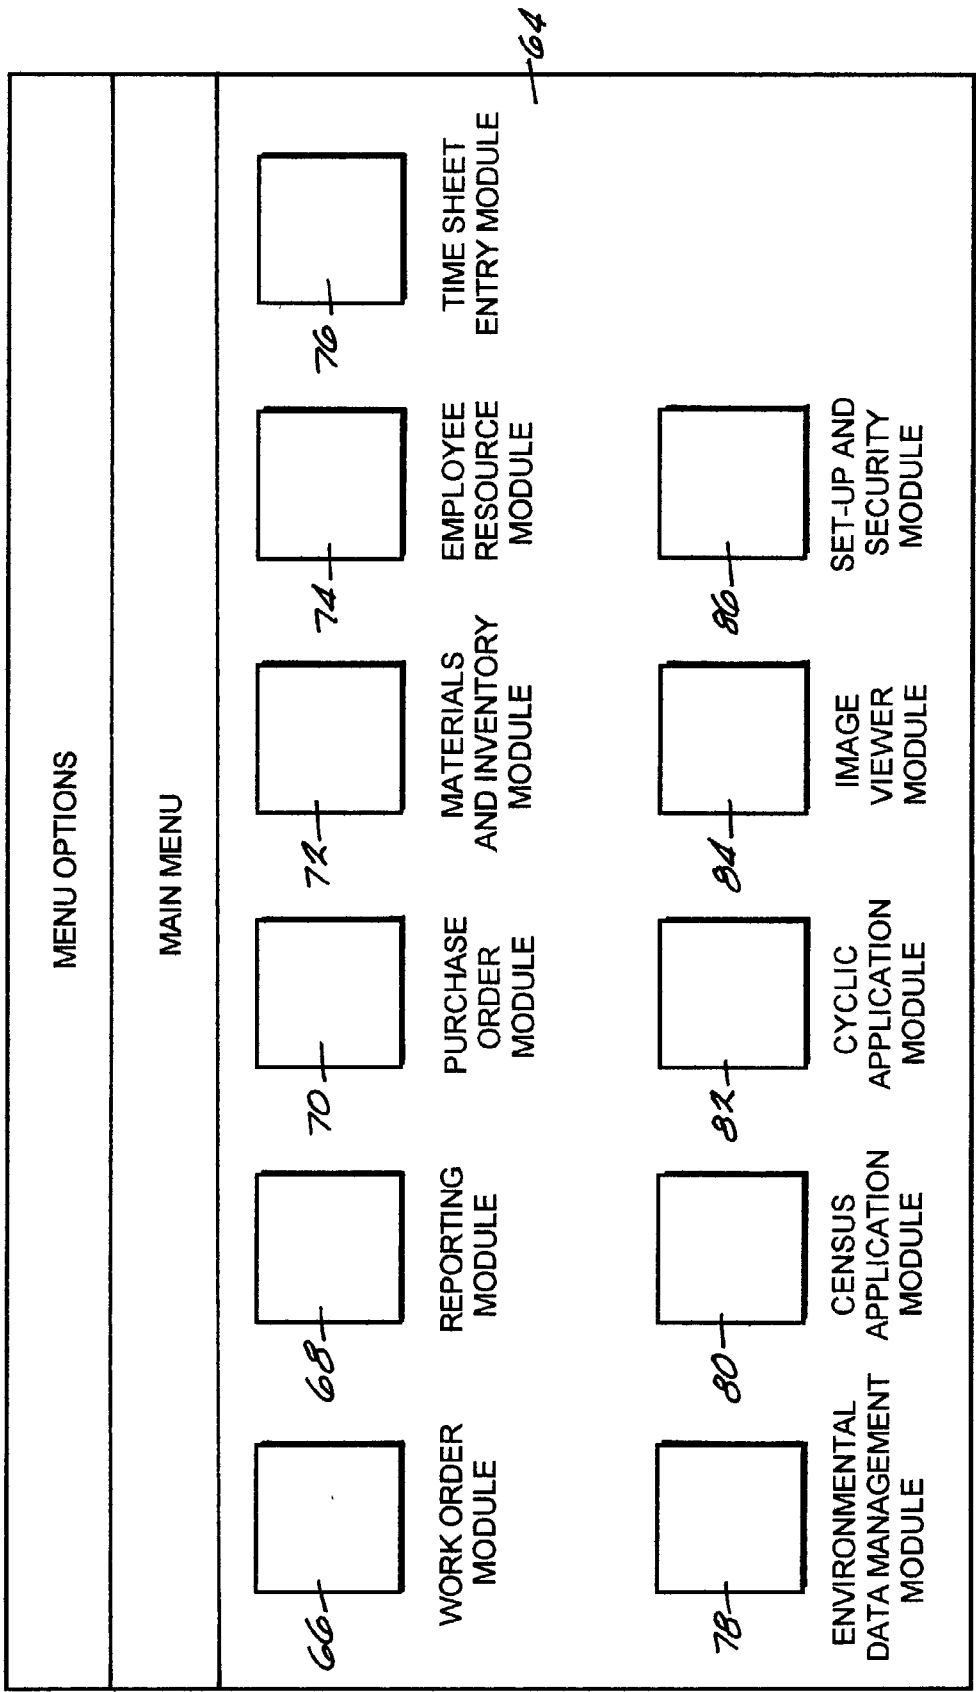 MENU OPTIONS
MAIN MENU
64
66
68
70
72
74
76
WORK ORDER
MODULE
REPORTING
MODULE
PURCHASE
ORDER
MODULE
MATERIALS
AND INVENTORY
MODULE
EMPLOYEE
RESOURCE
MODULE
TIME SHEET
ENTRY MODULE
78
80
82
84
86
ENVIRONMENTAL
DATA MANAGEMENT
MODULE
CENSUS
APPLICATION
MODULE
CYCLIC
APPLICATION
MODULE
IMAGE
VIEWER
MODULE
SET-UP AND
SECURITY
MODULE